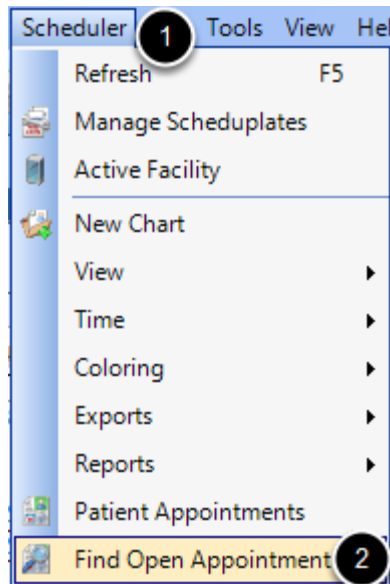 Scheduler 1 Tools View Hel
Refresh F5
Manage Scheduplates
Active Facility
New Chart
View
Time
Coloring
Exports
Reports
Patient Appointments
Find Open Appointment 2